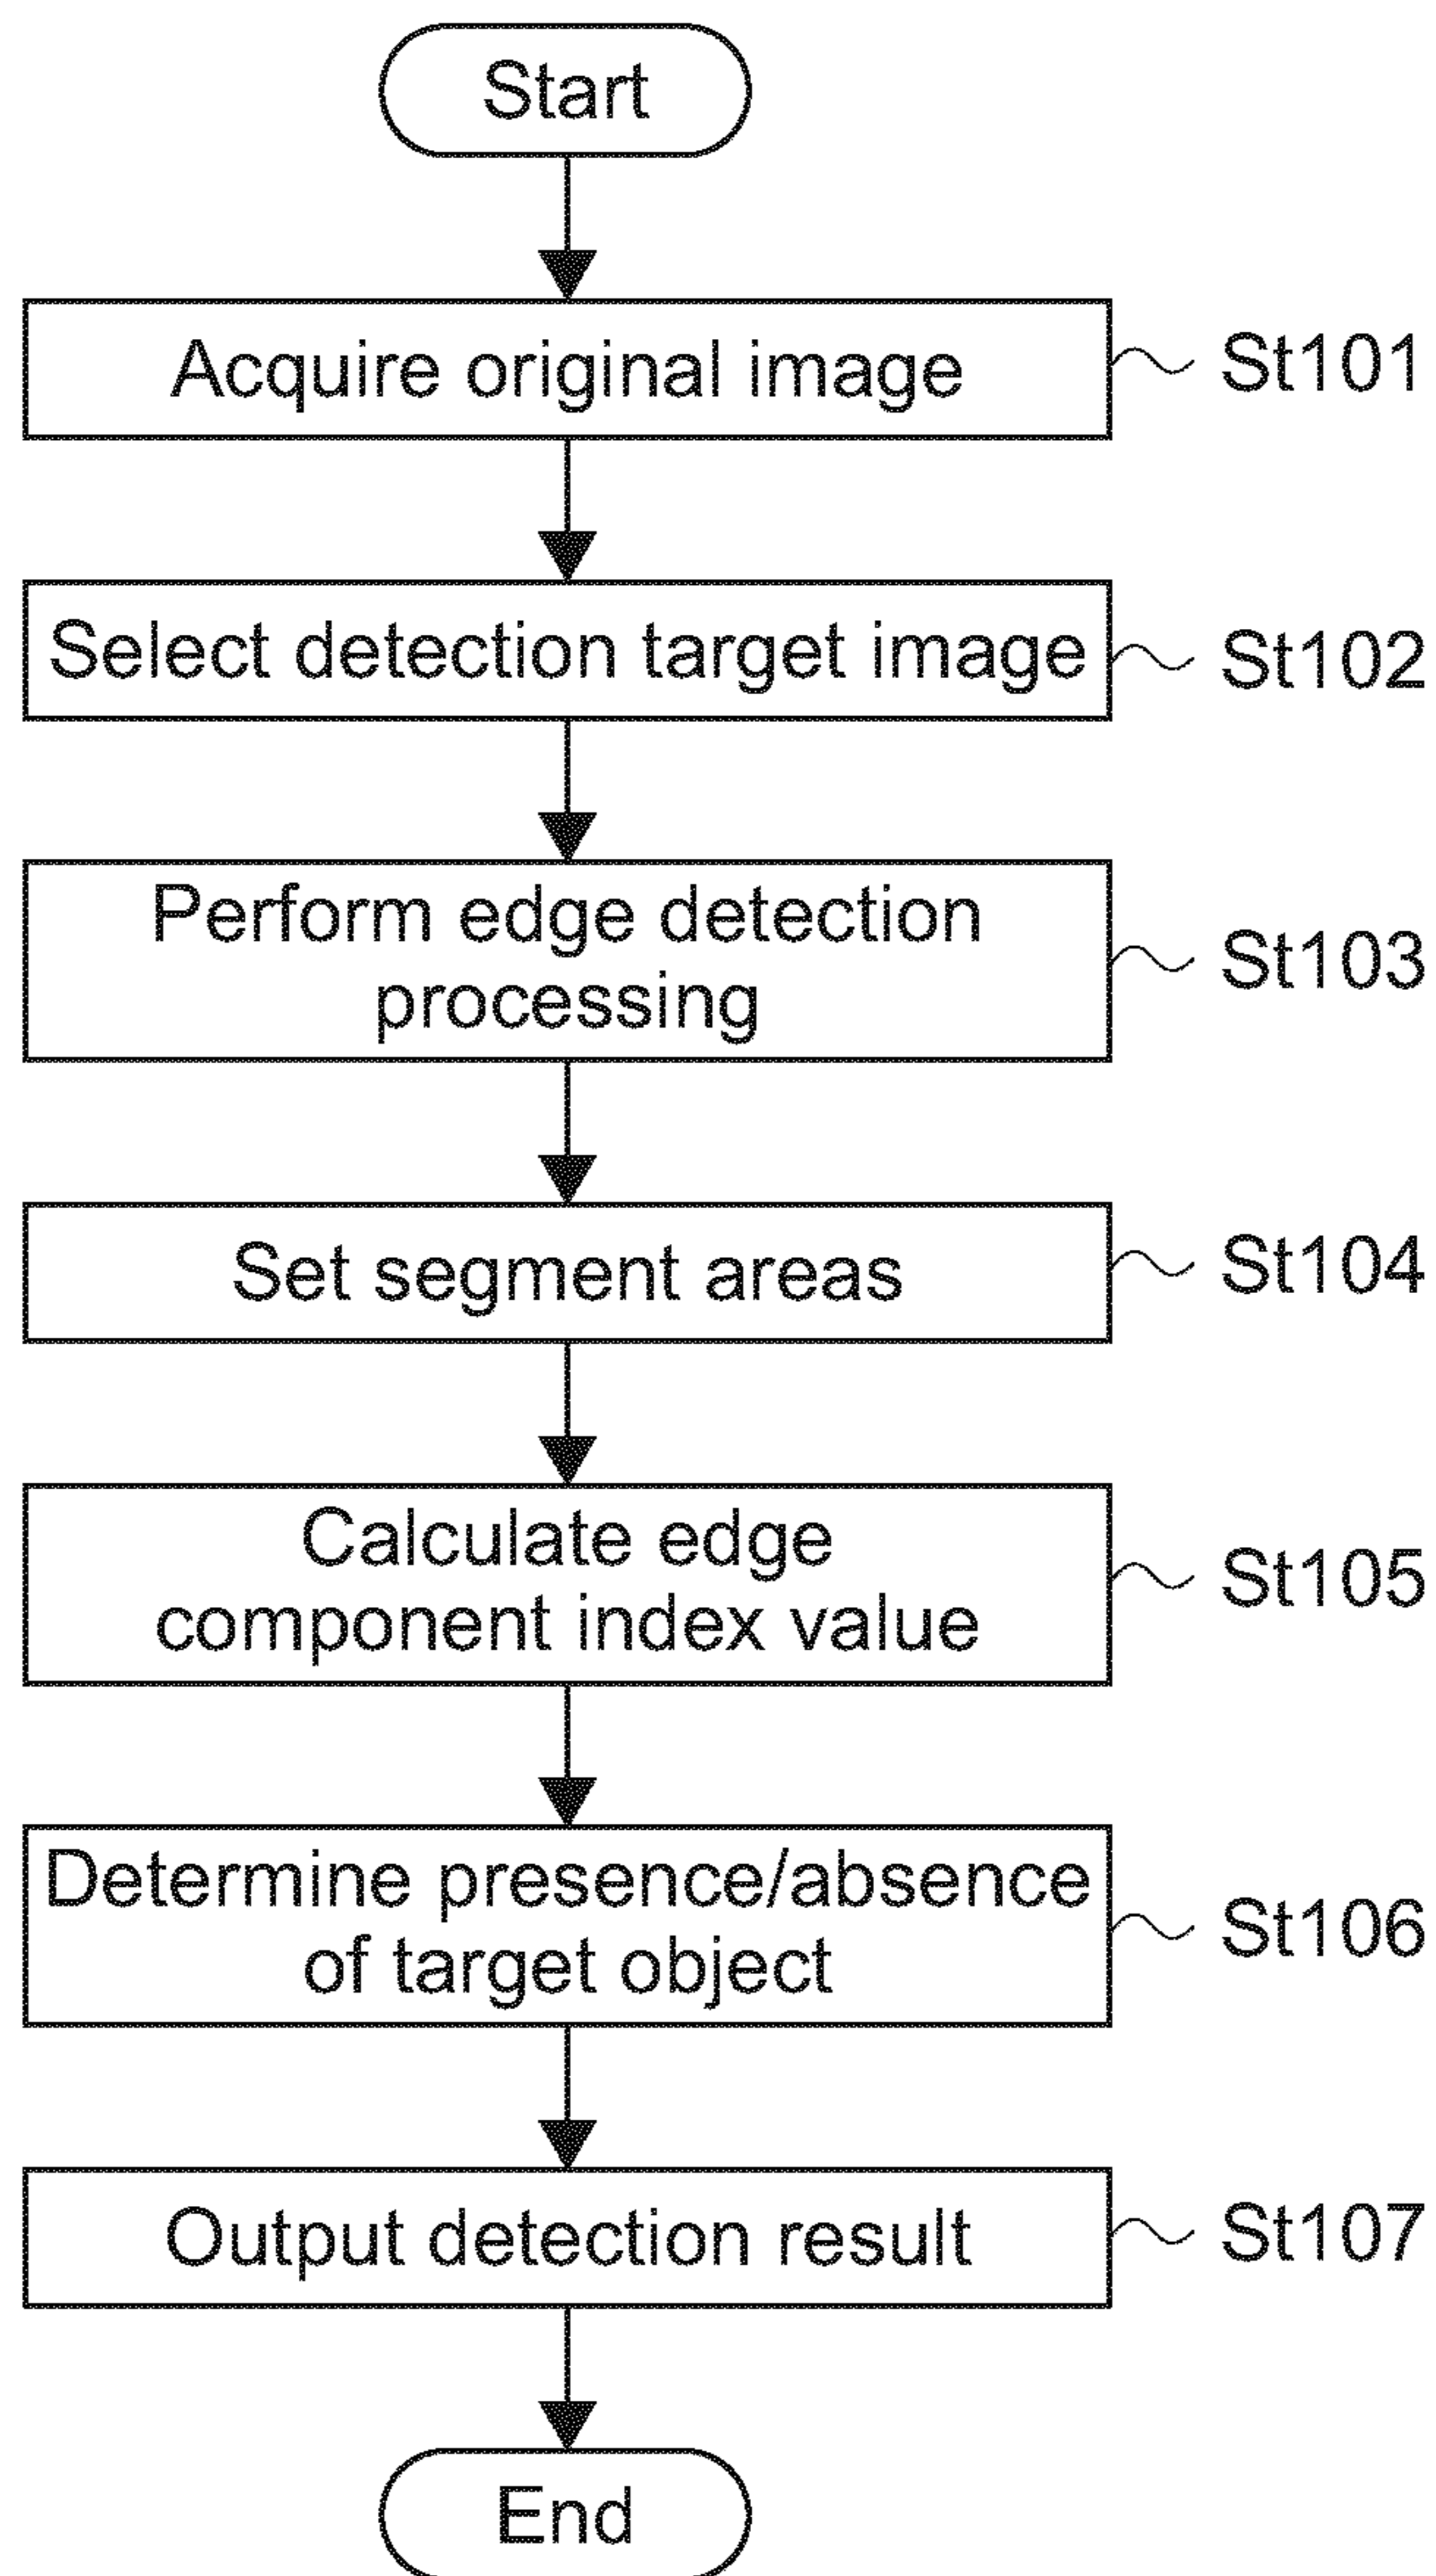 Start
Acquire original image
St101
Select detection target image
St102
Perform edge detection
processing
St103
Set segment areas
St104
Calculate edge
component index value
St105
Determine presence/absence
of target object
St106
Output detection result
St107
End